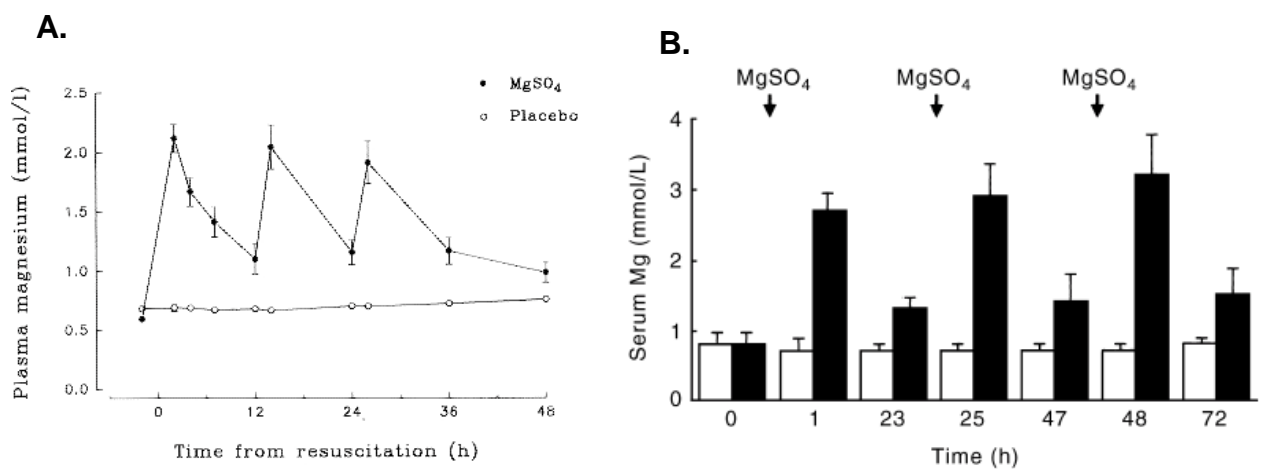 A.
Plasma magnesium (mmol/l)
2.5
2.0
1.5
1.0
0.5
0.0
MgSO₄
Placebo
0 12 24 36 48
Time from resuscitation (h)
B.
MgSO₄ MgSO₄ MgSO₄
Serum Mg (mmol/L)
4
3
2
1
0
0 1 23 25 47 48 72
Time (h)